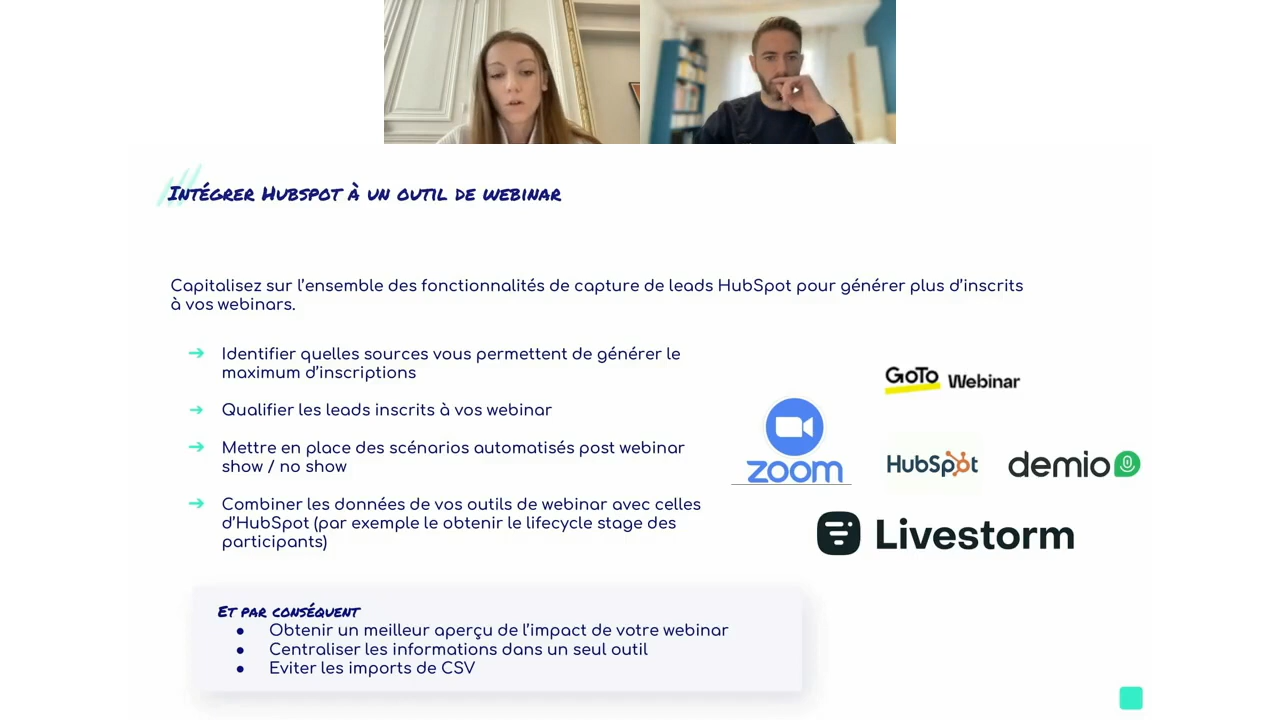 Intégrer Hubspot à un outil de webinar
Capitalisez sur l'ensemble des fonctionnalités de capture de leads HubSpot pour générer plus d'inscrits
à vos webinars.
➔ Identifier quelles sources vous permettent de générer le
maximum d'inscriptions
➔ Qualifier les leads inscrits à vos webinar
➔ Mettre en place des scénarios automatisés post webinar
show / no show
➔ Combiner les données de vos outils de webinar avec celles
d'HubSpot (par exemple le obtenir le lifecycle stage des
participants)
GoTo Webinar
zoom
HubSpot
demio
Livestorm
Et par conséquent
● Obtenir un meilleur aperçu de l'impact de votre webinar
● Centraliser les informations dans un seul outil
● Eviter les imports de CSV